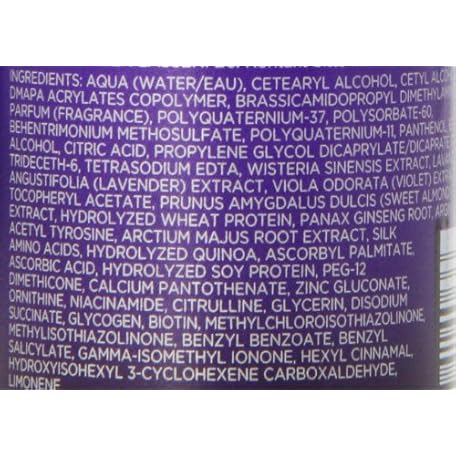 INGREDIENTS: AQUA (WATER/EAU), CETEARYL ALCOHOL, CETYL
DMAPA ACRYLATES COPOLYMER, BRASSICAMIDOPROPYL
PARFUM (FRAGRANCE), POLYQUATERNIUM-37, POLYSORBATE-60,
BEHENTRIMONIUM METHOSULFATE, POLYQUATERNIUM-11, PANTHENOL,
ALCOHOL, CITRIC ACID, PROPYLENE GLYCOL DICAPRYLATE/DICAPRATE,
TRIDECETH-6, TETRASODIUM EDTA, WISTERIA SINENSIS EXTRACT,
ANGUSTIFOLIA (LAVENDER) EXTRACT, VIOLA ODORATA (VIOLET)
TOCOPHERYL ACETATE, PRUNUS AMYGDALUS DULCIS (SWEET
EXTRACT, HYDROLYZED WHEAT PROTEIN, PANAX GINSENG ROOT,
ACETYL TYROSINE, ARCTIUM MAJUS ROOT EXTRACT, SILK
AMINO ACIDS, HYDROLYZED QUINOA, ASCORBYL PALMITATE,
ASCORBIC ACID, HYDROLYZED SOY PROTEIN, PEG-12
DIMETHICONE, CALCIUM PANTOTHENATE, ZINC GLUCONATE,
ORNITHINE, NIACINAMIDE, CITRULLINE, GLYCERIN, DISODIUM
SUCCINATE, GLYCOGEN, BIOTIN, METHYLCHLOROISOTHIAZOLINONE,
METHYLISOTHIAZOLINONE, BENZYL BENZOATE, BENZYL
SALICYLATE, GAMMA-ISOMETHYL IONONE, HEXYL CINNAMAL,
HYDROXYISOHEXYL 3-CYCLOHEXENE CARBOXALDEHYDE,
LIMONENE